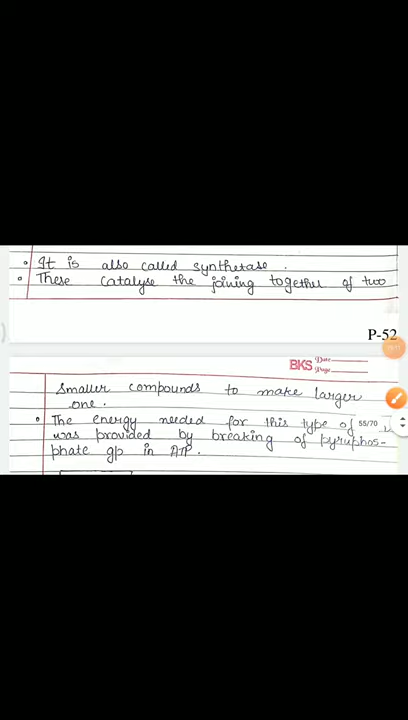 • It is also called synthetase.
• These catalyse the joining together of two
P-52
BKS Date
Page
smaller compounds to make larger
one.
• The energy needed for this type of
55/70
was provided by breaking of pyruphos-
phate gp in ATP.